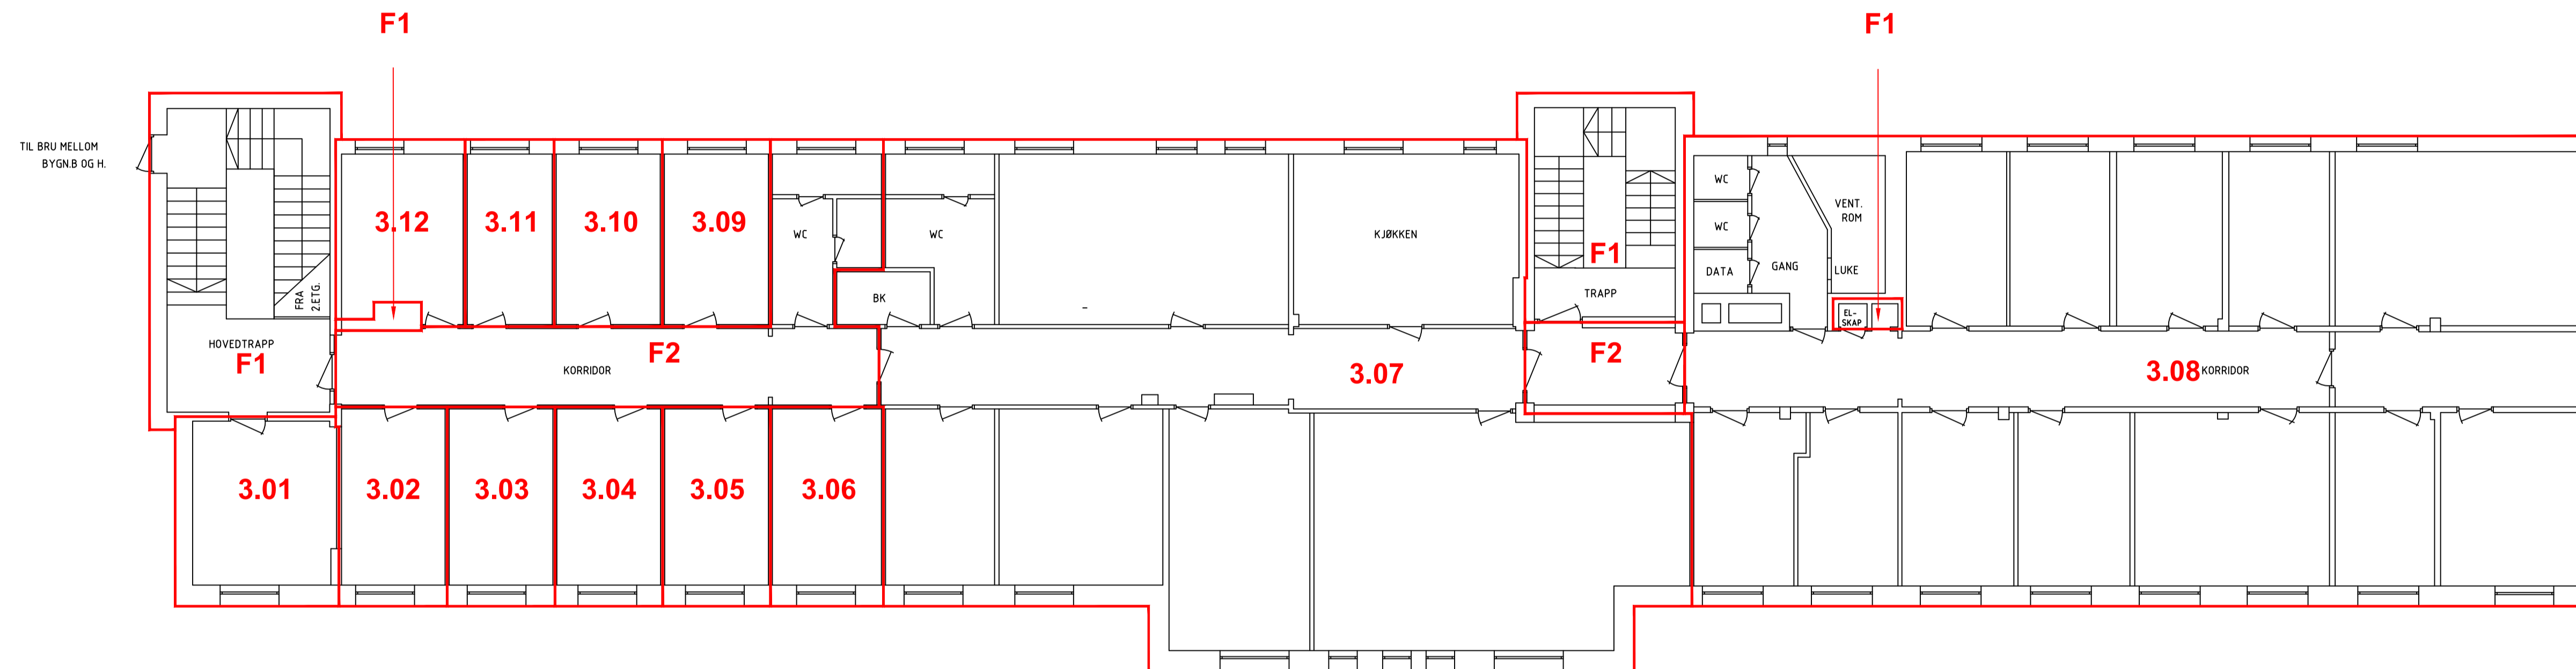 F1
F1
TIL BRU MELLOM
BYGN.B OG H.
3.12
3.11
3.10
3.09
WC
WC
BK
KJØKKEN
F1
TRAPP
WC
WC
DATA
GANG
VENT.
ROM
LUKE
EL-
SKAP
FRA
2.ETG.
HOVEDTRAPP
F1
KORRIDOR
F2
3.07
F2
3.08
KORRIDOR
3.01
3.02
3.03
3.04
3.05
3.06